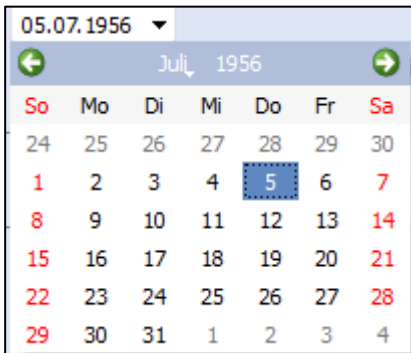 05.07.1956
Juli 1956
So Mo Di Mi Do Fr Sa
24 25 26 27 28 29 30
1 2 3 4 5 6 7
8 9 10 11 12 13 14
15 16 17 18 19 20 21
22 23 24 25 26 27 28
29 30 31 1 2 3 4